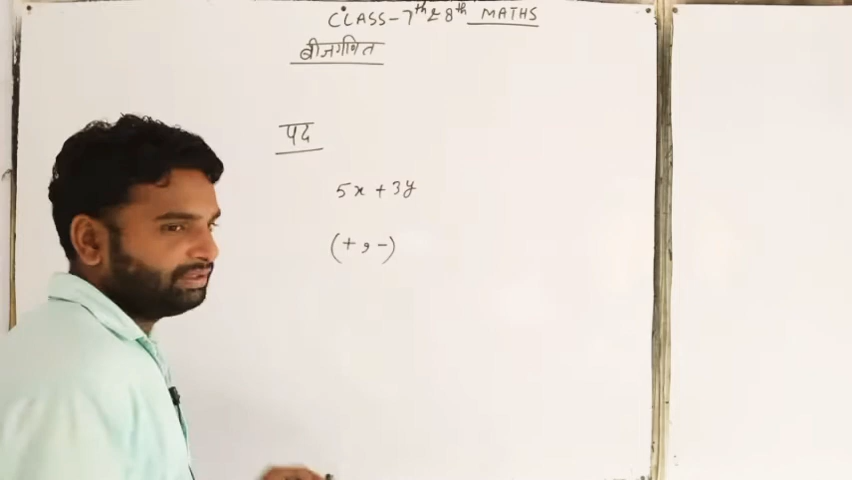 CLASS-7th & 8th MATHS
बीजगणित
पद
5x + 3y
(+ , -)